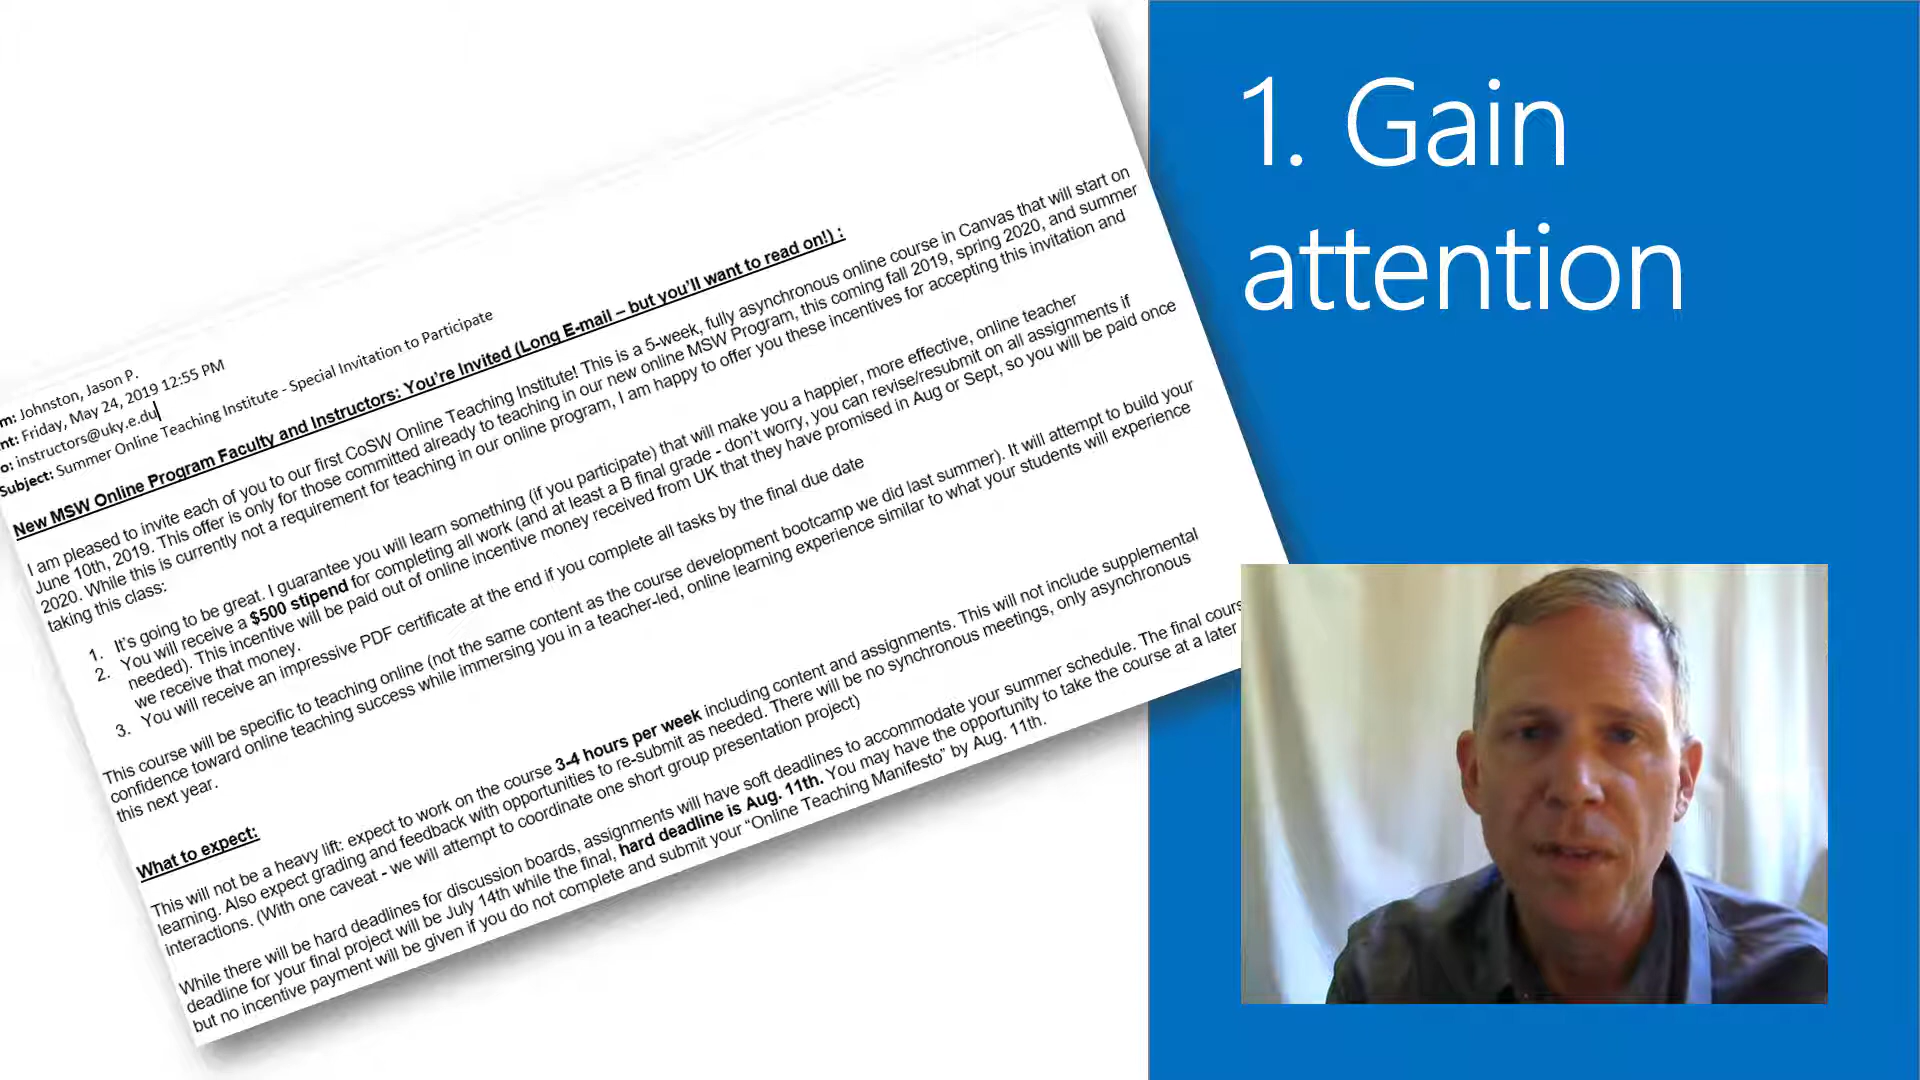 m: Johnston, Jason P.
nt: Friday, May 24, 2019 12:55 PM
o: instructors@uky.e.du
Subject: Summer Online Teaching Institute - Special Invitation to Participate
New MSW Online Program Faculty and Instructors: You're Invited (Long E-mail – but you'll want to read on!) :
I am pleased to invite each of you to our first CoSW Online Teaching Institute! This is a 5-week, fully asynchronous online course in Canvas that will start on
June 10th, 2019. This offer is only for those committed already to teaching in our new online MSW Program, this coming fall 2019, spring 2020, and summer
2020. While this is currently not a requirement for teaching in our online program, I am happy to offer you these incentives for accepting this invitation and
taking this class:
1. It's going to be great. I guarantee you will learn something (if you participate) that will make you a happier, more effective, online teacher
2. You will receive a $500 stipend for completing all work (and at least a B final grade - don't worry, you can revise/resubmit on all assignments if
needed). This incentive will be paid out of online incentive money received from UK that they have promised in Aug or Sept, so you will be paid once
we receive that money.
3. You will receive an impressive PDF certificate at the end if you complete all tasks by the final due date
This course will be specific to teaching online (not the same content as the course development bootcamp we did last summer). It will attempt to build your
confidence toward online teaching success while immersing you in a teacher-led, online learning experience similar to what your students will experience
this next year.
What to expect:
This will not be a heavy lift: expect to work on the course 3-4 hours per week including content and assignments. This will not include supplemental
learning. Also expect grading and feedback with opportunities to re-submit as needed. There will be no synchronous meetings, only asynchronous
interactions. (With one caveat - we will attempt to coordinate one short group presentation project)
While there will be hard deadlines for discussion boards, assignments will have soft deadlines to accommodate your summer schedule. The final cours
deadline for your final project will be July 14th while the final, hard deadline is Aug. 11th. You may have the opportunity to take the course at a later
but no incentive payment will be given if you do not complete and submit your "Online Teaching Manifesto" by Aug. 11th.
1. Gain
attention